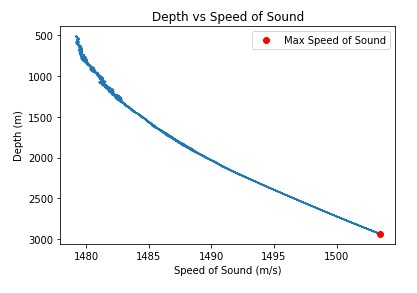 Depth vs Speed of Sound
Max Speed of Sound
Depth (m)
500
1000
1500
2000
2500
3000
1480
1485
1490
1495
1500
Speed of Sound (m/s)